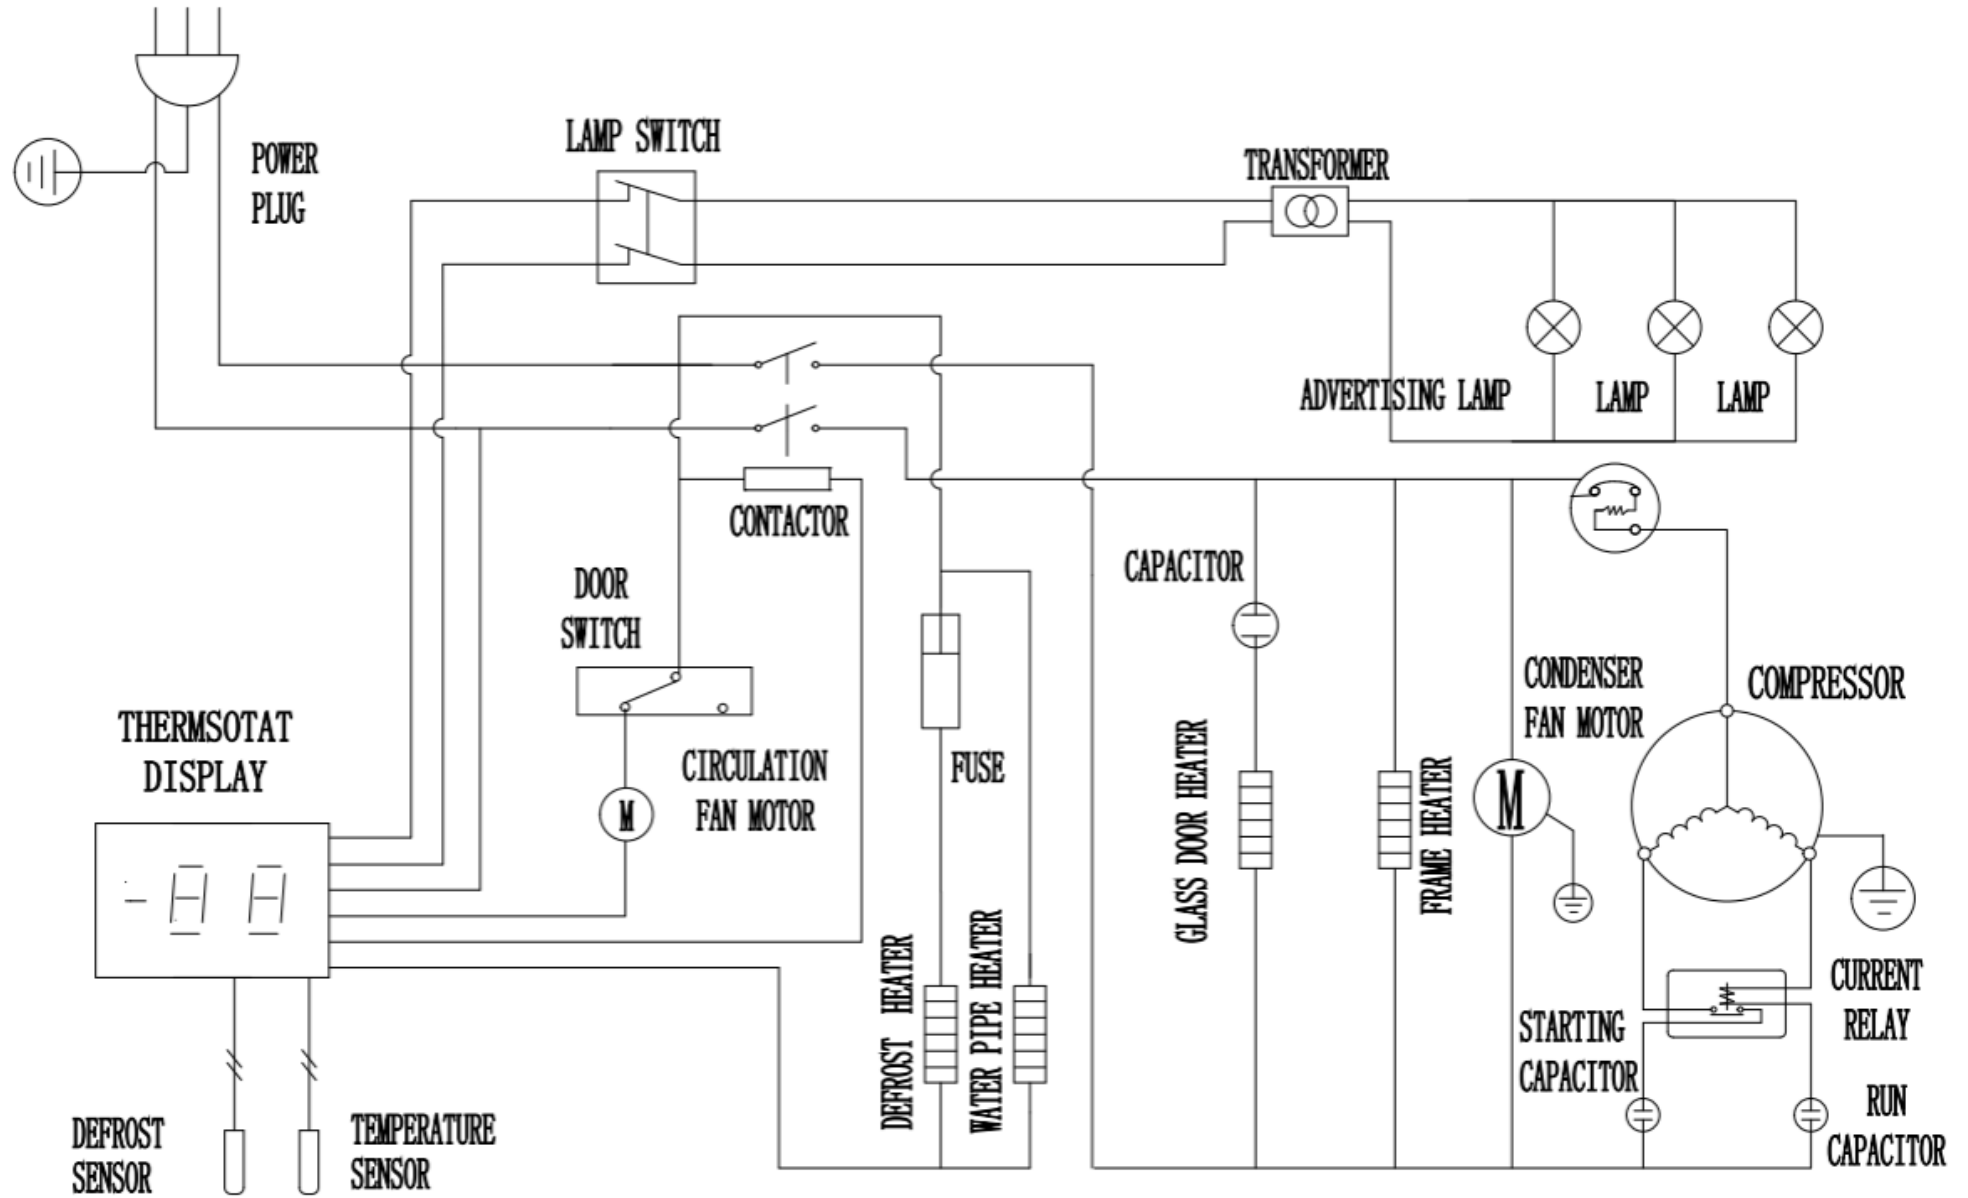 POWER
PLUG
LAMP SWITCH
TRANSFORMER
ADVERTISING LAMP
LAMP
LAMP
CONTACTOR
CAPACITOR
DOOR
SWITCH
CONDENSER
FAN MOTOR
COMPRESSOR
THERMSOTAT
DISPLAY
CIRCULATION
FAN MOTOR
M
FUSE
GLASS DOOR HEATER
FRAME HEATER
M
-88
DEFROST HEATER
WATER PIPE HEATER
CURRENT
RELAY
STARTING
CAPACITOR
RUN
CAPACITOR
DEFROST
SENSOR
TEMPERATURE
SENSOR